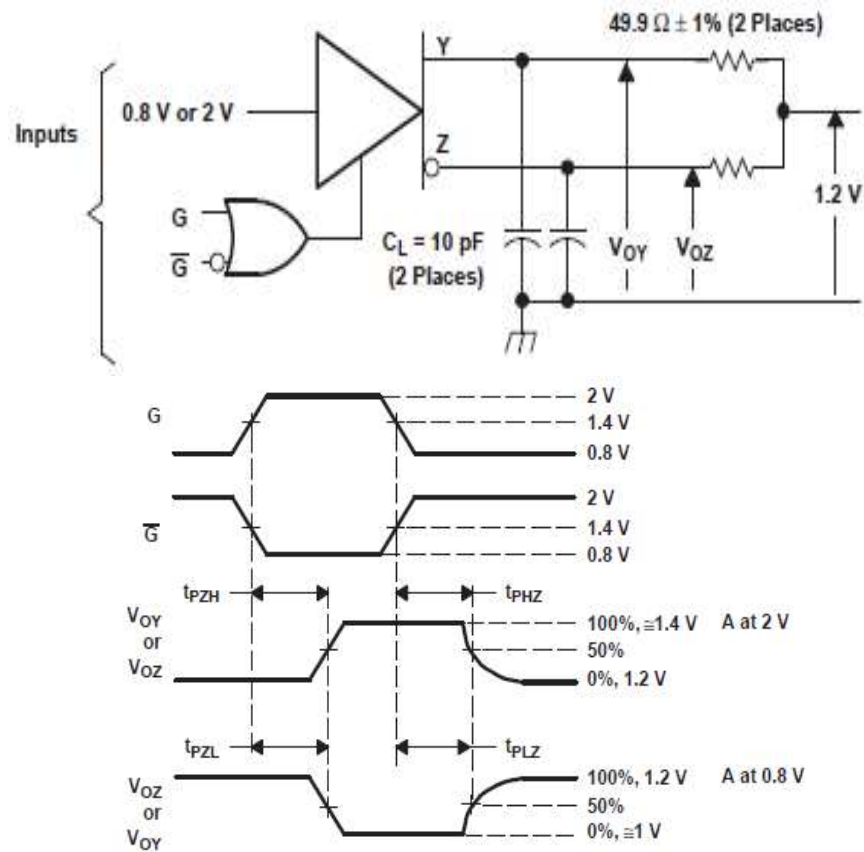 49.9 Ω ± 1% (2 Places)
Y
0.8 V or 2 V
Inputs
Z
1.2 V
G
G̅
C_L = 10 pF
(2 Places)
V_OY
V_OZ
G
2 V
1.4 V
0.8 V
G̅
2 V
1.4 V
0.8 V
t_PZH
t_PHZ
V_OY
or
V_OZ
100%, ≅1.4 V A at 2 V
50%
0%, 1.2 V
t_PZL
t_PLZ
V_OZ
or
V_OY
100%, 1.2 V A at 0.8 V
50%
0%, ≅1 V